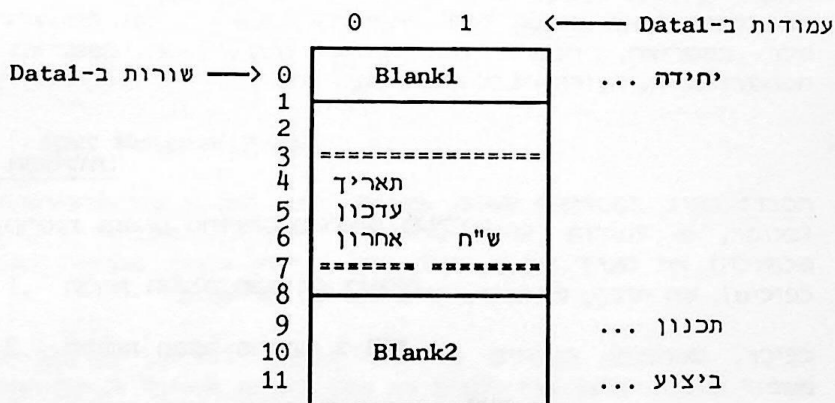 0 1 <—— עמודות ב-Data1
שורות ב-Data1 ——> 0 Blank1 יחידה ...
1
2
3 ==============
4 תאריך
5 עדכון
6 אחרון ש"ח
7 ====== =======
8
9 תכנון ...
10 Blank2
11 ביצוע ...